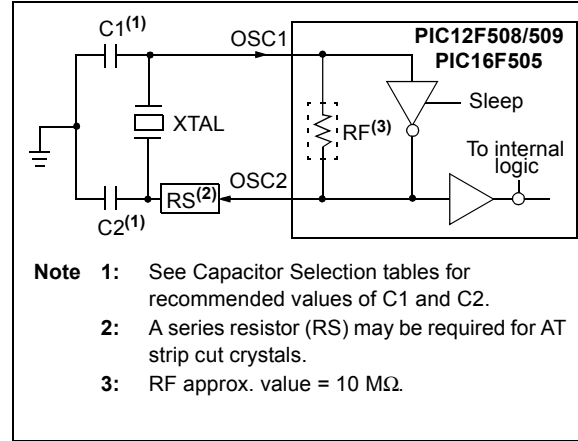 C1(1)
OSC1
PIC12F508/509
PIC16F505
Sleep
XTAL
RF(3)
To internal
logic
OSC2
RS(2)
C2(1)
Note 1: See Capacitor Selection tables for
recommended values of C1 and C2.
2: A series resistor (RS) may be required for AT
strip cut crystals.
3: RF approx. value = 10 MΩ.